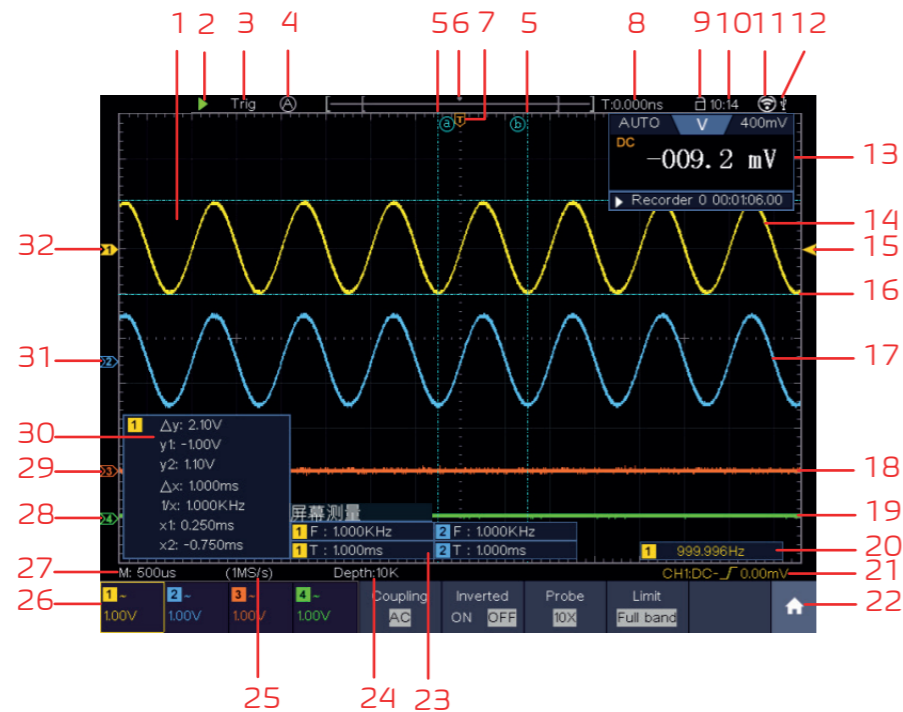 1 2 3 4 5 6 7 5 8 9 10 11 12
Trig A T:0.000ns 10:14
a T b
AUTO V 400mV
DC
-009.2 mV
13
Recorder 0 00:01:06.00
14
32 1 15
16
31 2 17
30
1 △y: 2.10V
y1: -1.00V
y2: 1.10V
△x: 1.000ms
1/x: 1.000KHz
x1: 0.250ms
x2: -0.750ms
29 3 18
28 4 19
屏幕测量
1 F : 1.000KHz 2 F : 1.000KHz
1 T : 1.000ms 2 T : 1.000ms
1 999.996Hz 20
27 M: 500us (1MS/s) Depth:10K CH1:DC- 0.00mV 21
26 1 ~ 2 ~ 3 ~ 4 ~ Coupling Inverted Probe Limit 22
1.00V 1.00V 1.00V 1.00V AC ON OFF 10X Full band
25 24 23